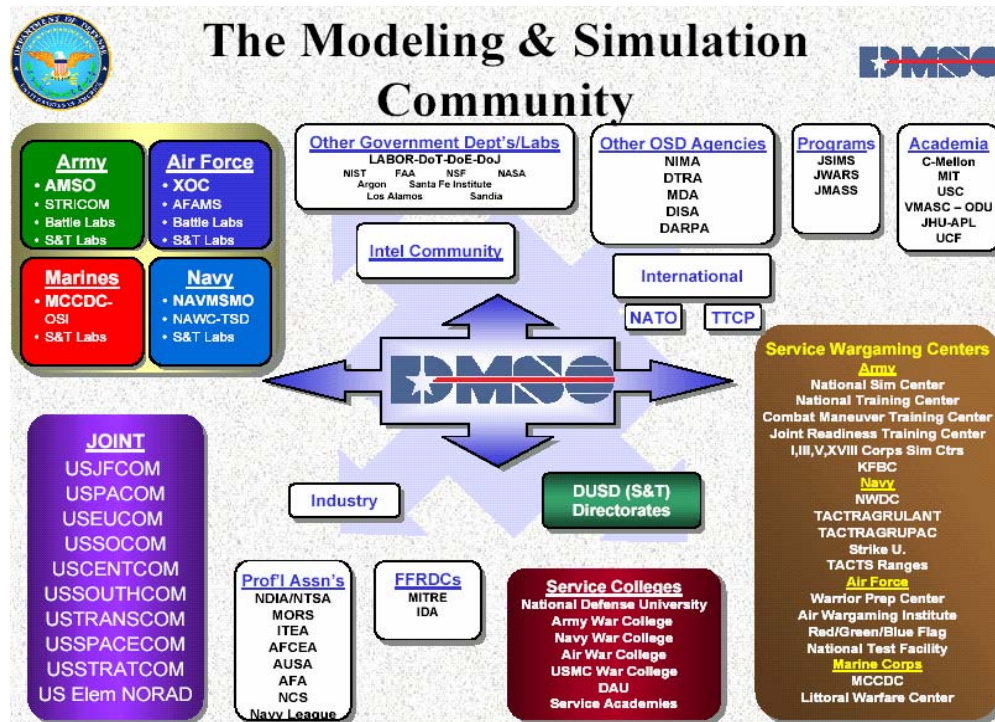 The Modeling & Simulation
Community
DEPARTMENT OF DEFENSE
UNITED STATES OF AMERICA
DMSO
Army
• AMSO
• STRICOM
• Battle Labs
• S&T Labs
Air Force
• XOC
• AFAMS
• Battle Labs
• S&T Labs
Marines
• MCCDC-
OSI
• S&T Labs
Navy
• NAVMSMO
• NAWC-TSD
• S&T Labs
Other Government Dept's/Labs
LABOR-DoT-DoE-DoJ
NIST FAA NSF NASA
Argon Santa Fe Institute
Los Alamos Sandia
Other OSD Agencies
NIMA
DTRA
MDA
DISA
DARPA
Programs
JSIMS
JWARS
JMASS
Academia
C-Mellon
MIT
USC
VMASC – ODU
JHU-APL
UCF
Intel Community
International
NATO
TTCP
DMSO
JOINT
USJFCOM
USPACOM
USEUCOM
USSOCOM
USCENTCOM
USSOUTHCOM
USTRANSCOM
USSPACECOM
USSTRATCOM
US Elem NORAD
Industry
DUSD (S&T)
Directorates
Prof'l Assn's
NDIA/NTSA
MORS
ITEA
AFCEA
AUSA
AFA
NCS
Navy League
FFRDCs
MITRE
IDA
Service Colleges
National Defense University
Army War College
Navy War College
Air War College
USMC War College
DAU
Service Academies
Service Wargaming Centers
Army
National Sim Center
National Training Center
Combat Maneuver Training Center
Joint Readiness Training Center
I,III,V,XVIII Corps Sim Ctrs
KFBC
Navy
NWDC
TACTRAGRULANT
TACTRAGRUPAC
Strike U.
TACTS Ranges
Air Force
Warrior Prep Center
Air Wargaming Institute
Red/Green/Blue Flag
National Test Facility
Marine Corps
MCCDC
Littoral Warfare Center